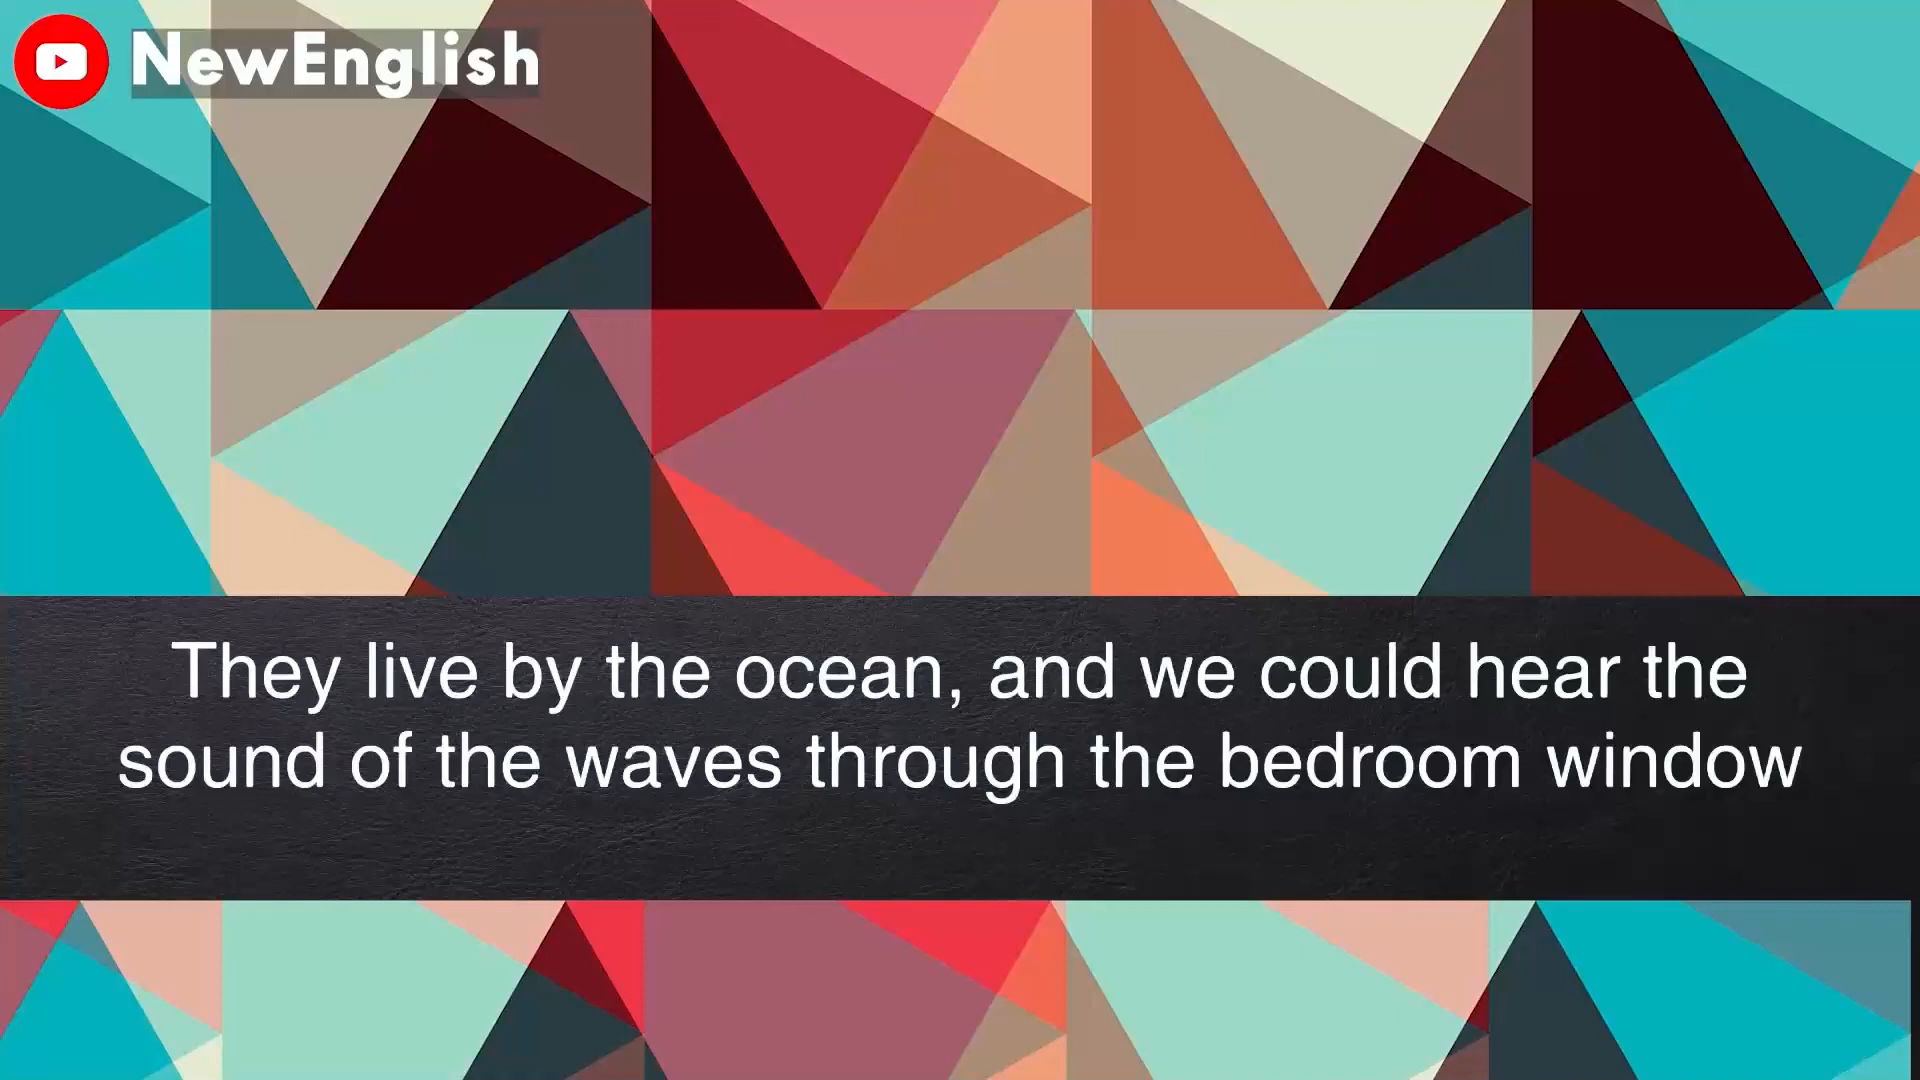 NewEnglish
They live by the ocean, and we could hear the
sound of the waves through the bedroom window